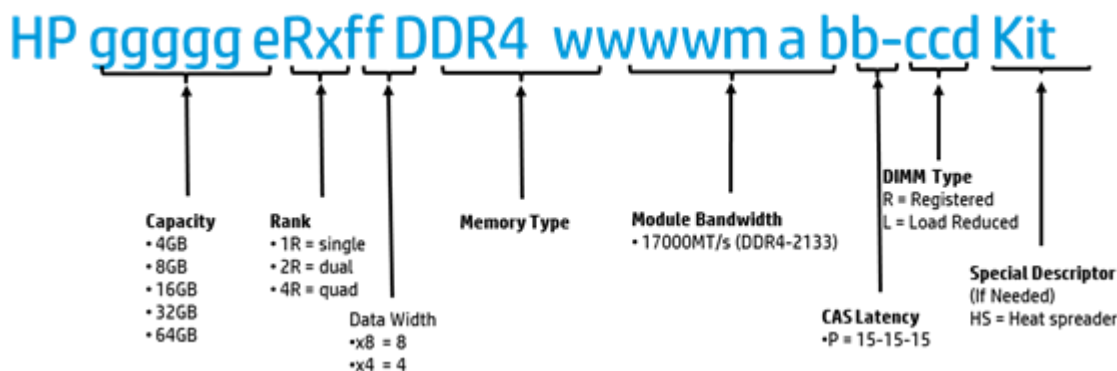 HP ggggg eRxff DDR4 wwwwm a bb-ccd Kit
Capacity
• 4GB
• 8GB
• 16GB
• 32GB
• 64GB
Rank
• 1R = single
• 2R = dual
• 4R = quad
Data Width
•x8 = 8
•x4 = 4
Memory Type
Module Bandwidth
• 17000MT/s (DDR4-2133)
CAS Latency
•P = 15-15-15
DIMM Type
R = Registered
L = Load Reduced
Special Descriptor
(If Needed)
HS = Heat spreader